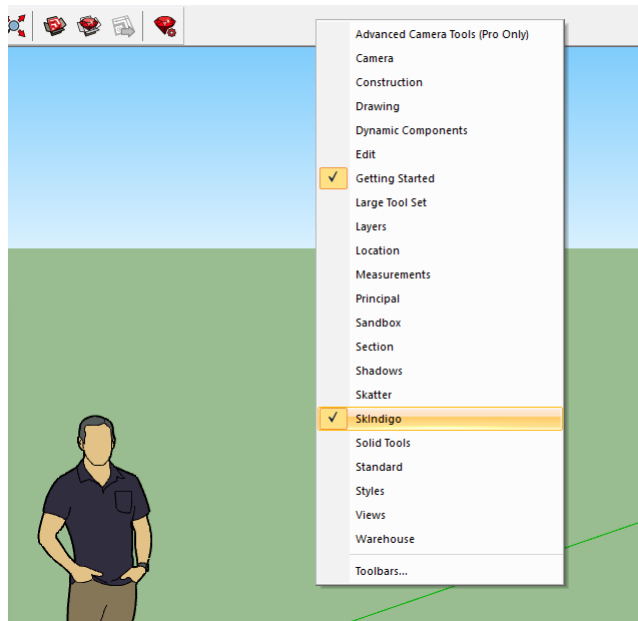 Advanced Camera Tools (Pro Only)
Camera
Construction
Drawing
Dynamic Components
Edit
Getting Started
Large Tool Set
Layers
Location
Measurements
Principal
Sandbox
Section
Shadows
Skatter
SkIndigo
Solid Tools
Standard
Styles
Views
Warehouse
Toolbars...